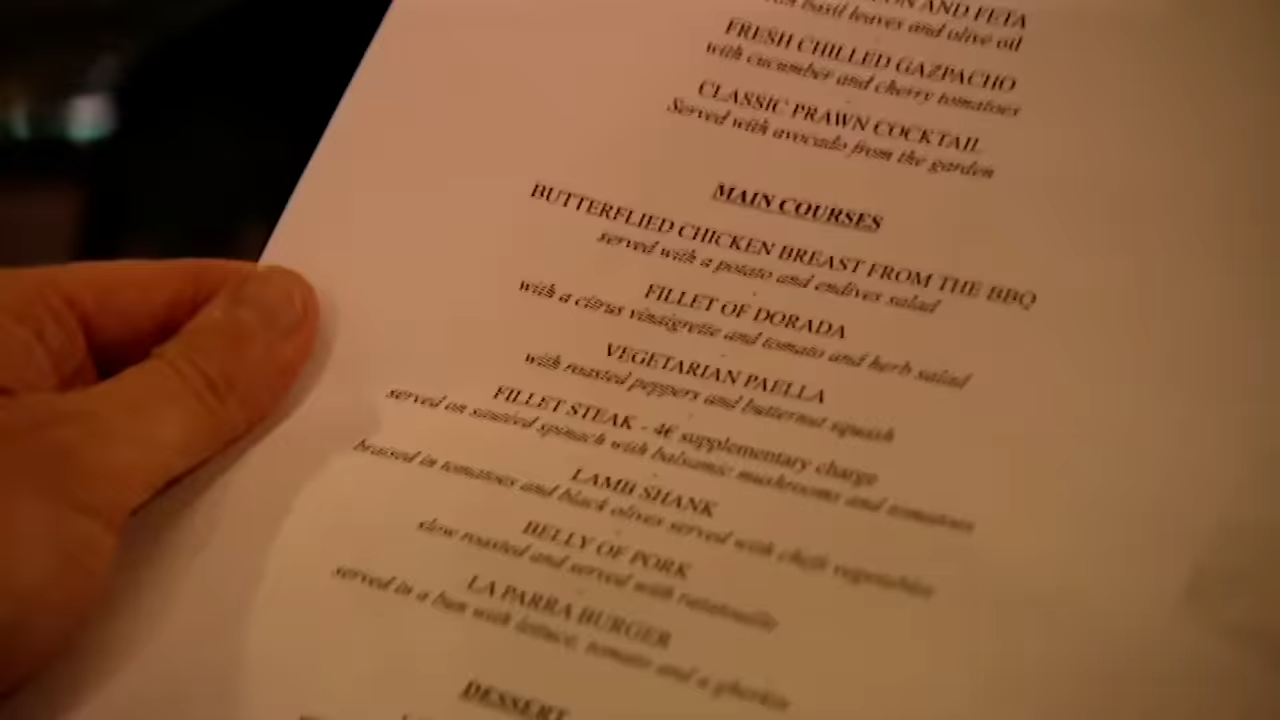 AND FETA
basil leaves and olive oil
FRESH CHILLED GAZPACHO
with cucumber and cherry tomatoes
CLASSIC PRAWN COCKTAIL
Served with avocado from the garden
MAIN COURSES
BUTTERFLIED CHICKEN BREAST FROM THE BBQ
served with a potato and endives salad
FILLET OF DORADA
with a citrus vinaigrette and tomato and herb salad
VEGETARIAN PAELLA
with roasted peppers and butternut squash
FILLET STEAK - 4€ supplementary charge
served on sautéed spinach with balsamic mushrooms and tomatoes
LAMB SHANK
braised in tomatoes and black olives served with chefs vegetables
BELLY OF PORK
slow roasted and served with ratatouille
LA PARRA BURGER
served in a bun with lettuce, tomato and a gherkin
DESSERT